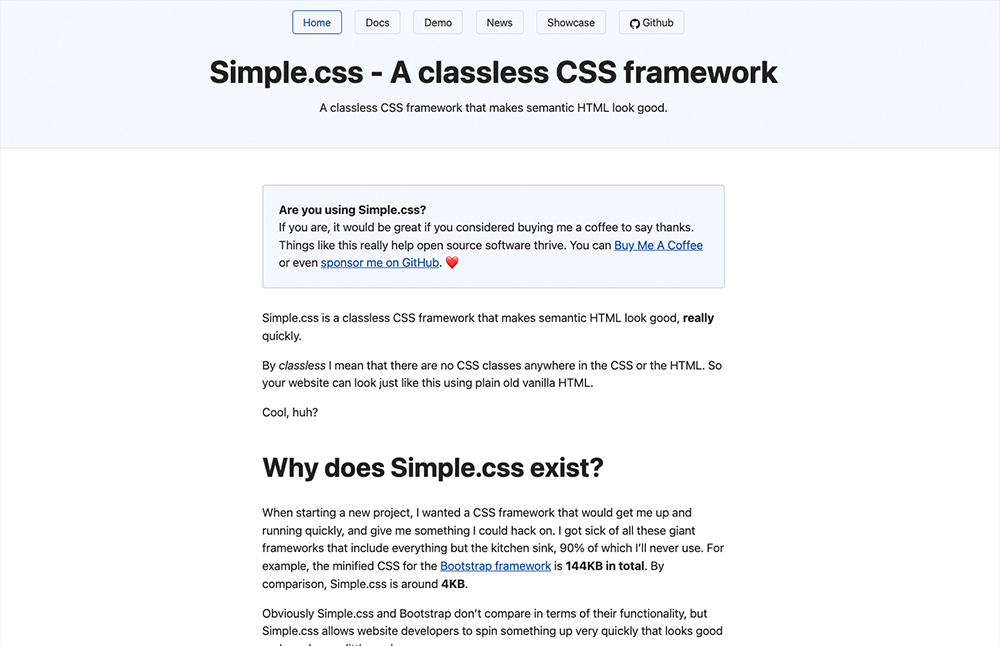 Home Docs Demo News Showcase Github
Simple.css - A classless CSS framework
A classless CSS framework that makes semantic HTML look good.
Are you using Simple.css?
If you are, it would be great if you considered buying me a coffee to say thanks.
Things like this really help open source software thrive. You can Buy Me A Coffee
or even sponsor me on GitHub. ❤️
Simple.css is a classless CSS framework that makes semantic HTML look good, really
quickly.
By classless I mean that there are no CSS classes anywhere in the CSS or the HTML. So
your website can look just like this using plain old vanilla HTML.
Cool, huh?
Why does Simple.css exist?
When starting a new project, I wanted a CSS framework that would get me up and
running quickly, and give me something I could hack on. I got sick of all these giant
frameworks that include everything but the kitchen sink, 90% of which I’ll never use. For
example, the minified CSS for the Bootstrap framework is 144KB in total. By
comparison, Simple.css is around 4KB.
Obviously Simple.css and Bootstrap don’t compare in terms of their functionality, but
Simple.css allows website developers to spin something up very quickly that looks good